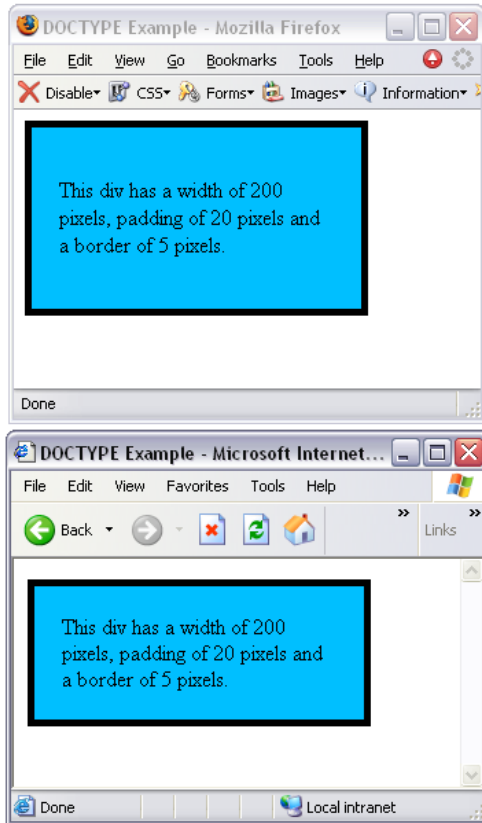 DOCTYPE Example - Mozilla Firefox
File Edit View Go Bookmarks Tools Help
Disable CSS Forms Images Information
This div has a width of 200
pixels, padding of 20 pixels and
a border of 5 pixels.
Done
DOCTYPE Example - Microsoft Internet...
File Edit View Favorites Tools Help
Back » Links »
This div has a width of 200
pixels, padding of 20 pixels and
a border of 5 pixels.
Done Local intranet